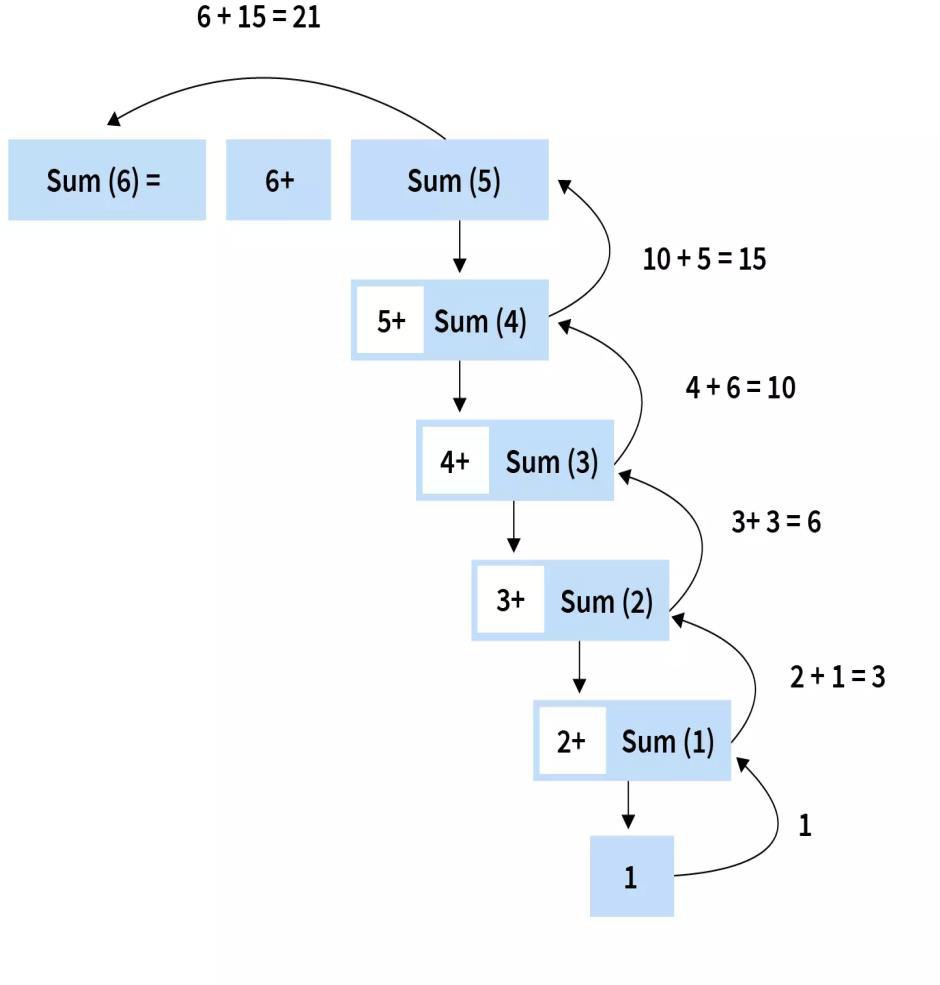 6 + 15 = 21
Sum (6) = 6+ Sum (5)
10 + 5 = 15
5+ Sum (4)
4 + 6 = 10
4+ Sum (3)
3+ 3 = 6
3+ Sum (2)
2 + 1 = 3
2+ Sum (1)
1
1